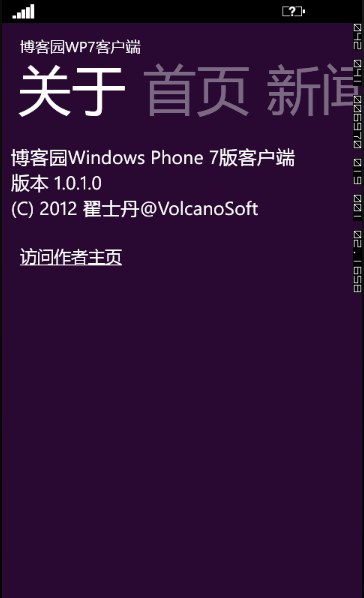 博客园WP7客户端
关于 首页 新闻
博客园Windows Phone 7版客户端
版本 1.0.1.0
(C) 2012 翟士丹@VolcanoSoft
访问作者主页
042 041 006970 019 001 02.1658